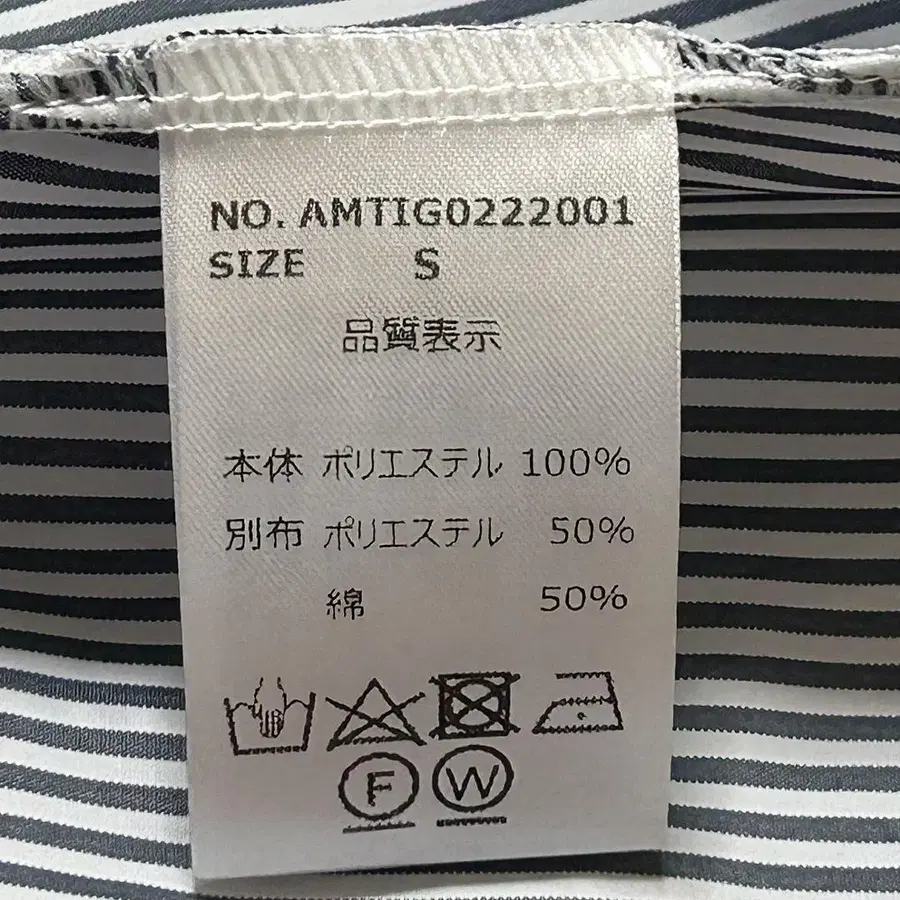 NO. AMTIG0222001
SIZE S
品質表示
本体 ポリエステル 100%
別布 ポリエステル 50%
綿 50%
F W